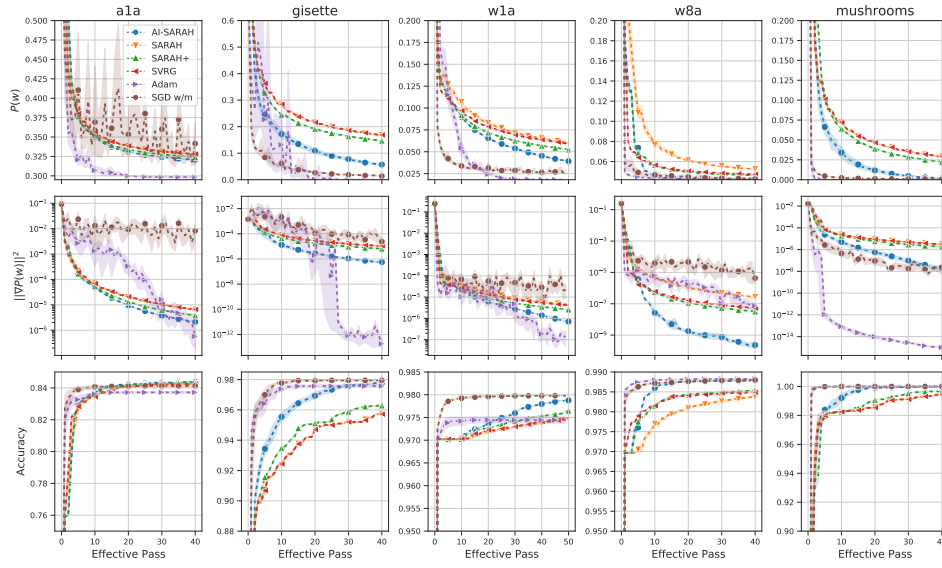 a1a gisette w1a w8a mushrooms
AI-SARAH
SARAH
SARAH+
SVRG
Adam
SGD w/m
P(w)
0.500 0.475 0.450 0.425 0.400 0.375 0.350 0.325 0.300
0.6 0.5 0.4 0.3 0.2 0.1 0.0
0.200 0.175 0.150 0.125 0.100 0.075 0.050 0.025
0.20 0.18 0.16 0.14 0.12 0.10 0.08 0.06
0.200 0.175 0.150 0.125 0.100 0.075 0.050 0.025 0.000
||∇P(w)||²
10⁻¹ 10⁻² 10⁻³ 10⁻⁴ 10⁻⁵ 10⁻⁶
10⁻² 10⁻⁴ 10⁻⁶ 10⁻⁸ 10⁻¹⁰ 10⁻¹²
10⁻¹ 10⁻² 10⁻³ 10⁻⁴ 10⁻⁵ 10⁻⁶ 10⁻⁷
10⁻¹ 10⁻³ 10⁻⁵ 10⁻⁷ 10⁻⁹
10⁻² 10⁻⁴ 10⁻⁶ 10⁻⁸ 10⁻¹⁰ 10⁻¹² 10⁻¹⁴
Accuracy
0.84 0.82 0.80 0.78 0.76
0.98 0.96 0.94 0.92 0.90 0.88
0.985 0.980 0.975 0.970 0.965 0.960 0.955 0.950
0.990 0.985 0.980 0.975 0.970 0.965 0.960 0.955 0.950
1.00 0.98 0.96 0.94 0.92 0.90
0 10 20 30 40
0 10 20 30 40
0 10 20 30 40 50
0 10 20 30 40
0 10 20 30 40
Effective Pass Effective Pass Effective Pass Effective Pass Effective Pass